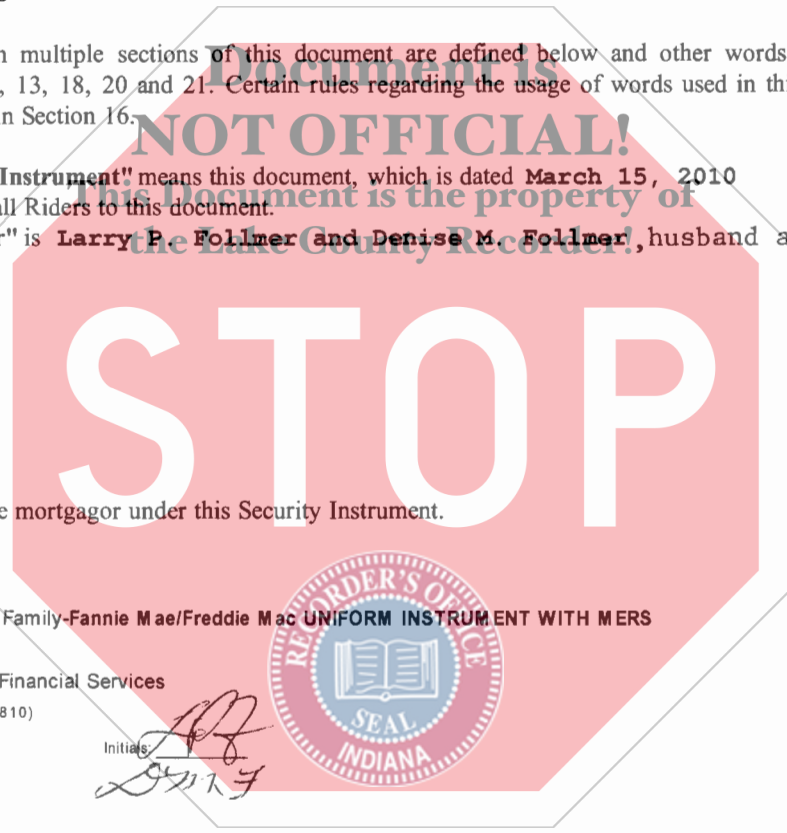 multiple sections of this document are defined below and other words
, 13, 18, 20 and 21. Certain rules regarding the usage of words used in
in Section 16.
Instrument" means this document, which is dated March 15, 2010
all Riders to this document.
" is Larry P. Follmer and Denise M. Follmer, husband
mortgagor under this Security Instrument.
Family-Fannie Mae/Freddie Mac UNIFORM INSTRUMENT WITH MERS
Financial Services
810)
Initials:
Document is
NOT OFFICIAL!
This Document is the property of
the Lake County Recorder!
STOP
RECORDER'S OFFICE
SEAL
INDIANA